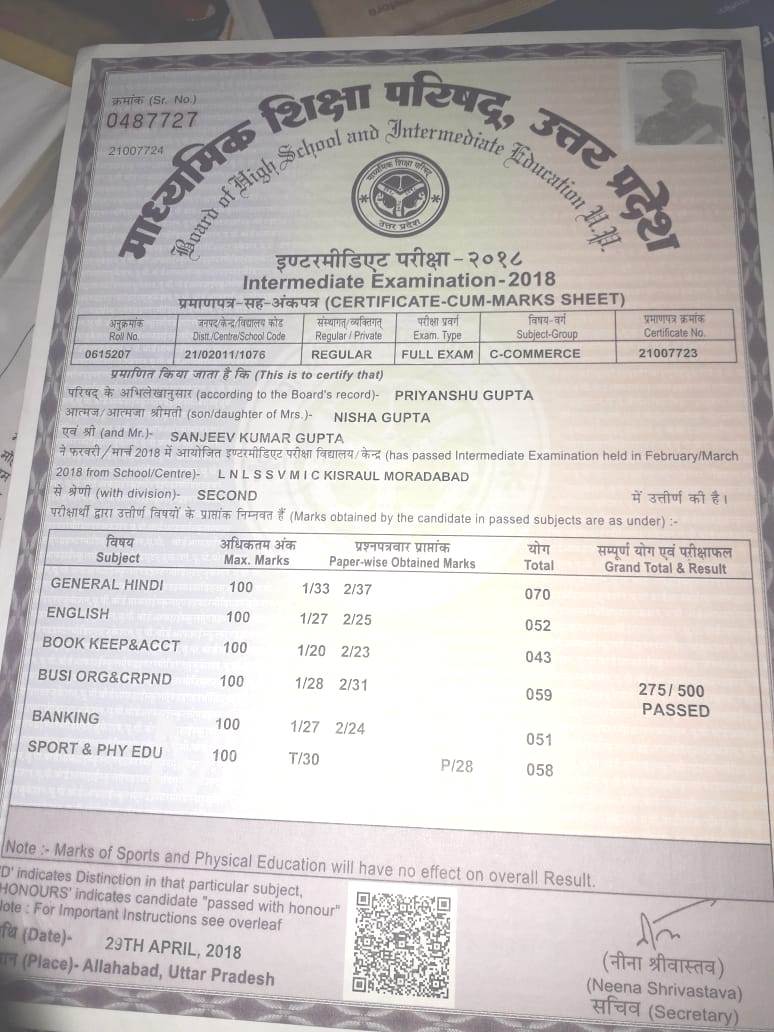 क्रमांक (Sr. No.)
0487727
21007724
माध्यमिक शिक्षा परिषद्, उत्तर प्रदेश
Board of High School and Intermediate Education U.P.
माध्यमिक शिक्षा परिषद्
उत्तर प्रदेश
इण्टरमीडिएट परीक्षा-२०१८
Intermediate Examination-2018
प्रमाणपत्र-सह-अंकपत्र (CERTIFICATE-CUM-MARKS SHEET)
अनुक्रमांक जनपद/केन्द्र/विद्यालय कोड संस्थागत/व्यक्तिगत परीक्षा प्रवर्ग विषय-वर्ग प्रमाणपत्र क्रमांक
Roll No. Distt./Centre/School Code Regular / Private Exam. Type Subject-Group Certificate No.
0615207 21/02011/1076 REGULAR FULL EXAM C-COMMERCE 21007723
प्रमाणित किया जाता है कि (This is to certify that)
परिषद के अभिलेखानुसार (according to the Board's record)- PRIYANSHU GUPTA
आत्मज/आत्मजा श्रीमती (son/daughter of Mrs.)- NISHA GUPTA
एवं श्री (and Mr.)- SANJEEV KUMAR GUPTA
ने फरवरी/मार्च 2018 में आयोजित इण्टरमीडिएट परीक्षा विद्यालय/केन्द्र (has passed Intermediate Examination held in February/March
2018 from School/Centre)- L N L S S V M I C KISRAUL MORADABAD
से श्रेणी (with division)- SECOND में उत्तीर्ण की है।
परीक्षार्थी द्वारा उत्तीर्ण विषयों के प्राप्तांक निम्नवत हैं (Marks obtained by the candidate in passed subjects are as under) :-
विषय अधिकतम अंक प्रश्नपत्रवार प्राप्तांक योग सम्पूर्ण योग एवं परीक्षाफल
Subject Max. Marks Paper-wise Obtained Marks Total Grand Total & Result
GENERAL HINDI 100 1/33 2/37 070
ENGLISH 100 1/27 2/25 052
BOOK KEEP&ACCT 100 1/20 2/23 043
BUSI ORG&CRPND 100 1/28 2/31 059 275/ 500
PASSED
BANKING 100 1/27 2/24 051
SPORT & PHY EDU 100 T/30 P/28 058
Note :- Marks of Sports and Physical Education will have no effect on overall Result.
'D' indicates Distinction in that particular subject,
HONOURS' indicates candidate "passed with honour"
Note : For Important Instructions see overleaf
(Date)- 29TH APRIL, 2018
(Place)- Allahabad, Uttar Pradesh
(नीना श्रीवास्तव)
(Neena Shrivastava)
सचिव (Secretary)